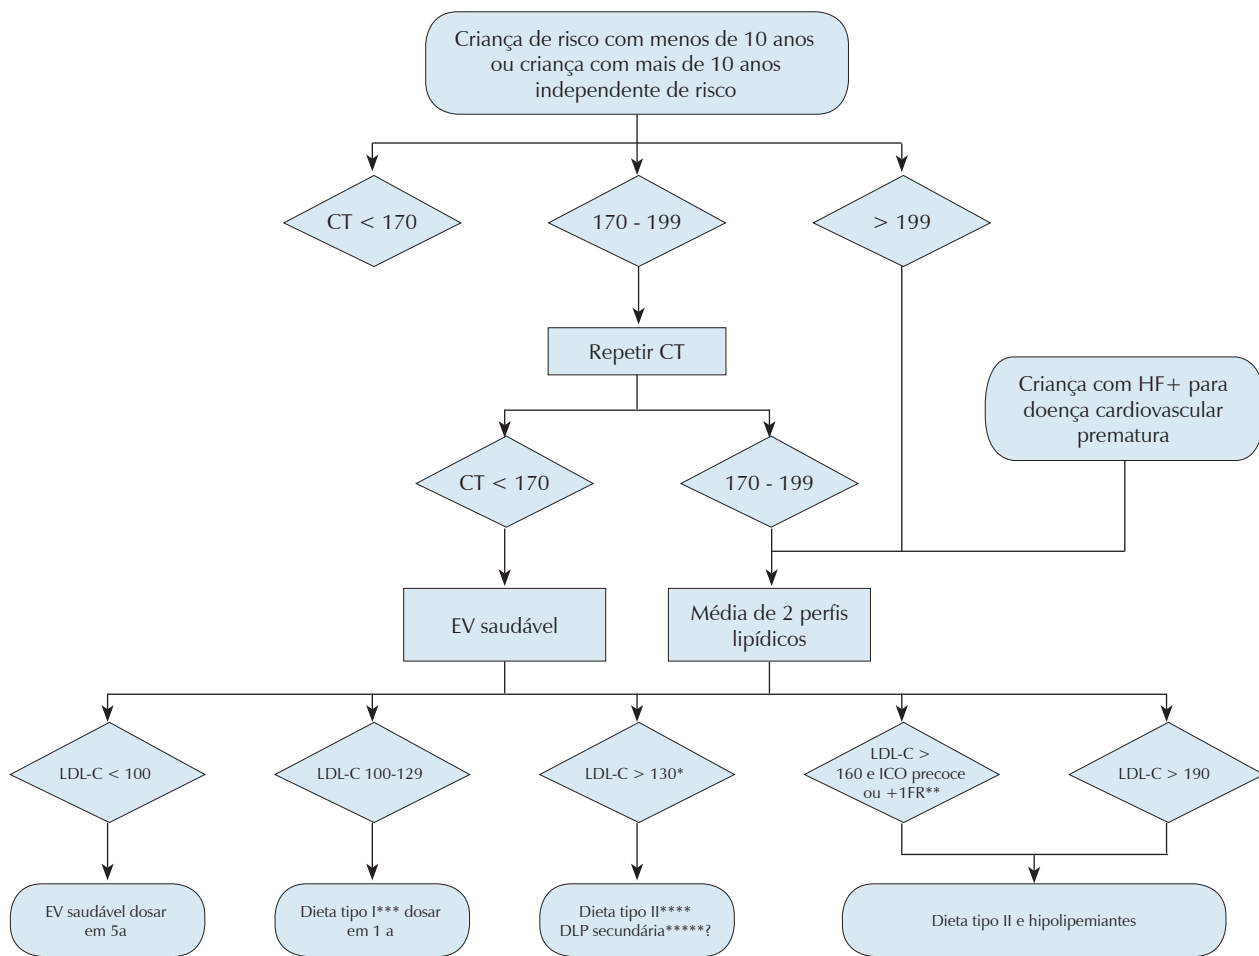 Criança de risco com menos de 10 anos
ou criança com mais de 10 anos
independente de risco
CT < 170
170 - 199
> 199
Repetir CT
Criança com HF+ para
doença cardiovascular
prematura
CT < 170
170 - 199
EV saudável
Média de 2 perfis
lipídicos
LDL-C < 100
LDL-C 100-129
LDL-C > 130*
LDL-C >
160 e ICO precoce
ou +1FR**
LDL-C > 190
EV saudável dosar
em 5a
Dieta tipo I*** dosar
em 1 a
Dieta tipo II****
DLP secundária*****?
Dieta tipo II e hipolipemiantes